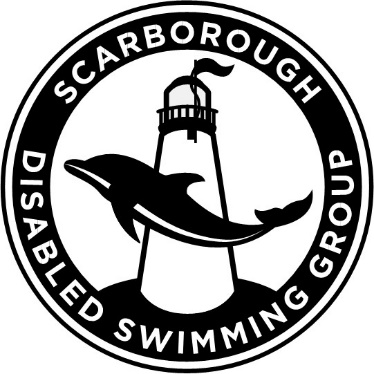 SCARBOROUGH
DISABLED SWIMMING GROUP